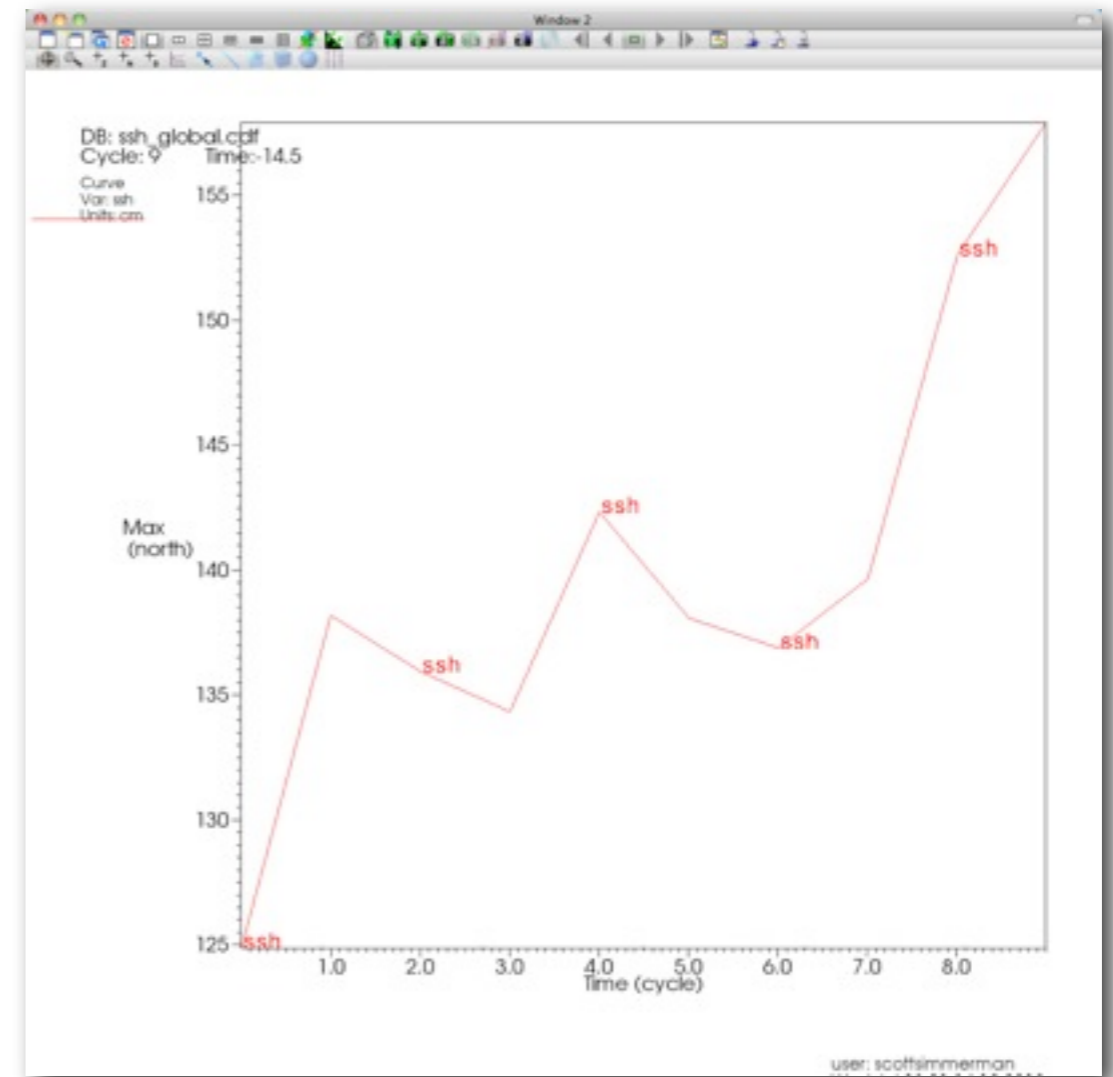 Window 2
DB: ssh_global.cdf
Cycle: 9 Time:-14.5
Curve
Var: ssh
Units: cm
155
ssh
150
145
ssh
Max
(north)
140
ssh
ssh
135
130
125
ssh
1.0 2.0 3.0 4.0 5.0 6.0 7.0 8.0
Time (cycle)
user: scottsimmerman